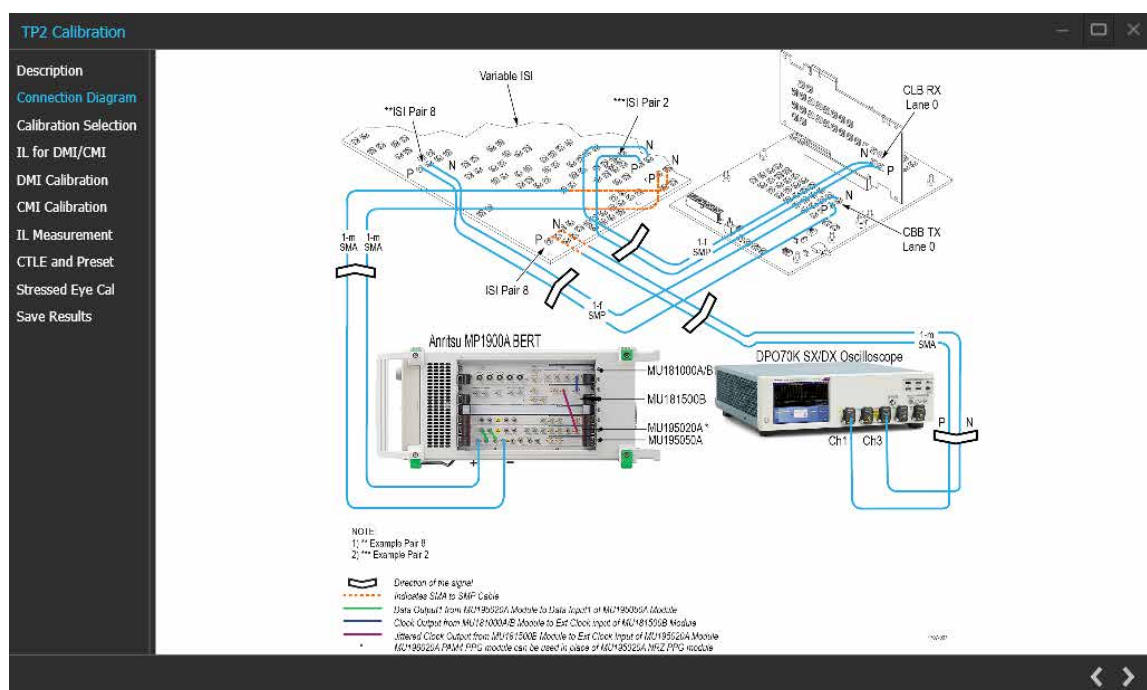 TP2 Calibration
Description
Connection Diagram
Calibration Selection
IL for DMI/CMI
DMI Calibration
CMI Calibration
IL Measurement
CTLE and Preset
Stressed Eye Cal
Save Results
Variable ISI
**ISI Pair 8
***ISI Pair 2
CLB RX
Lane 0
N
P
N
P
N
P
N
P
N
P
CBB TX
Lane 0
1-m
SMA
1-m
SMA
1-f
SMP
ISI Pair 8
1-f
SMP
1-m
SMA
Anritsu MP1900A BERT
DPO70K SX/DX Oscilloscope
MU181000A/B
MU181500B
MU195020A *
MU195050A
+
–
Ch1
Ch3
P
N
NOTE
1) ** Example Pair 8
2) *** Example Pair 2
Direction of the signal
Indicates SMA to SMP Cable
Data Output1 from MU195020A Module to Data Input1 of MU195050A Module
Clock Output from MU181000A/B Module to Ext Clock input of MU181500B Module
Jittered Clock Output from MU181500B Module to Ext Clock Input of MU195020A Module
* MU196020A PAM4 PPG module can be used in place of MU195020A NRZ PPG module